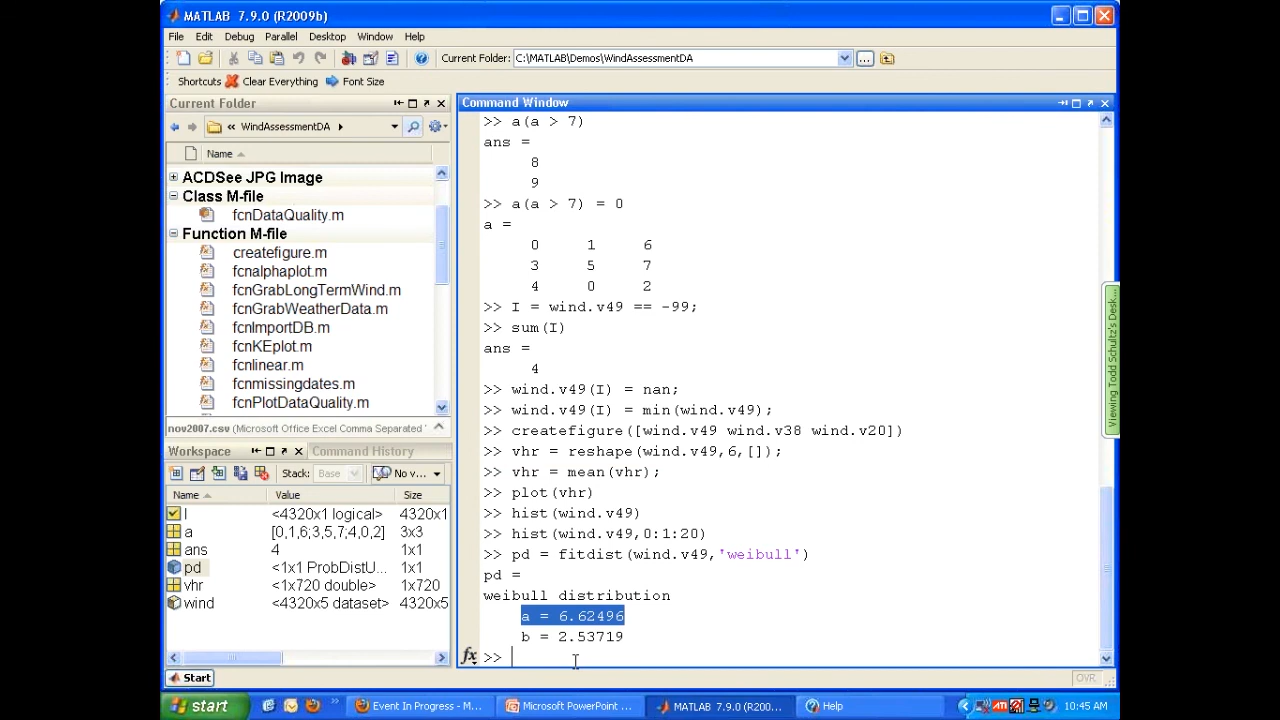 MATLAB 7.9.0 (R2009b)
File Edit Debug Parallel Desktop Window Help
Current Folder: C:\MATLAB\Demos\WindAssessmentDA
Shortcuts Clear Everything Font Size
Current Folder
« WindAssessmentDA
Name
ACDSee JPG Image
Class M-file
fcnDataQuality.m
Function M-file
createfigure.m
fcnalphaplot.m
fcnGrabLongTermWind.m
fcnGrabWeatherData.m
fcnImportDB.m
fcnKEplot.m
fcnlinear.m
fcnmissingdates.m
fcnPlotDataQuality.m
nov2007.csv (Microsoft Office Excel Comma Separated
Workspace Command History
Stack: Base No v...
Name Value Size
I <4320x1 logical> 4320x1
a [0,1,6;3,5,7;4,0,2] 3x3
ans 4 1x1
pd <1x1 ProbDistU... 1x1
vhr <1x720 double> 1x720
wind <4320x5 dataset> 4320x5
Command Window
>> a(a > 7)
ans =
8
9
>> a(a > 7) = 0
a =
0 1 6
3 5 7
4 0 2
>> I = wind.v49 == -99;
>> sum(I)
ans =
4
>> wind.v49(I) = nan;
>> wind.v49(I) = min(wind.v49);
>> createfigure([wind.v49 wind.v38 wind.v20])
>> vhr = reshape(wind.v49,6,[]);
>> vhr = mean(vhr);
>> plot(vhr)
>> hist(wind.v49)
>> hist(wind.v49,0:1:20)
>> pd = fitdist(wind.v49,'weibull')
pd =
weibull distribution
a = 6.62496
b = 2.53719
fx >>
Viewing Todd Schultz's Desk...
Start
OVR
start Event In Progress - M... Microsoft PowerPoint ... MATLAB 7.9.0 (R200... Help 10:45 AM